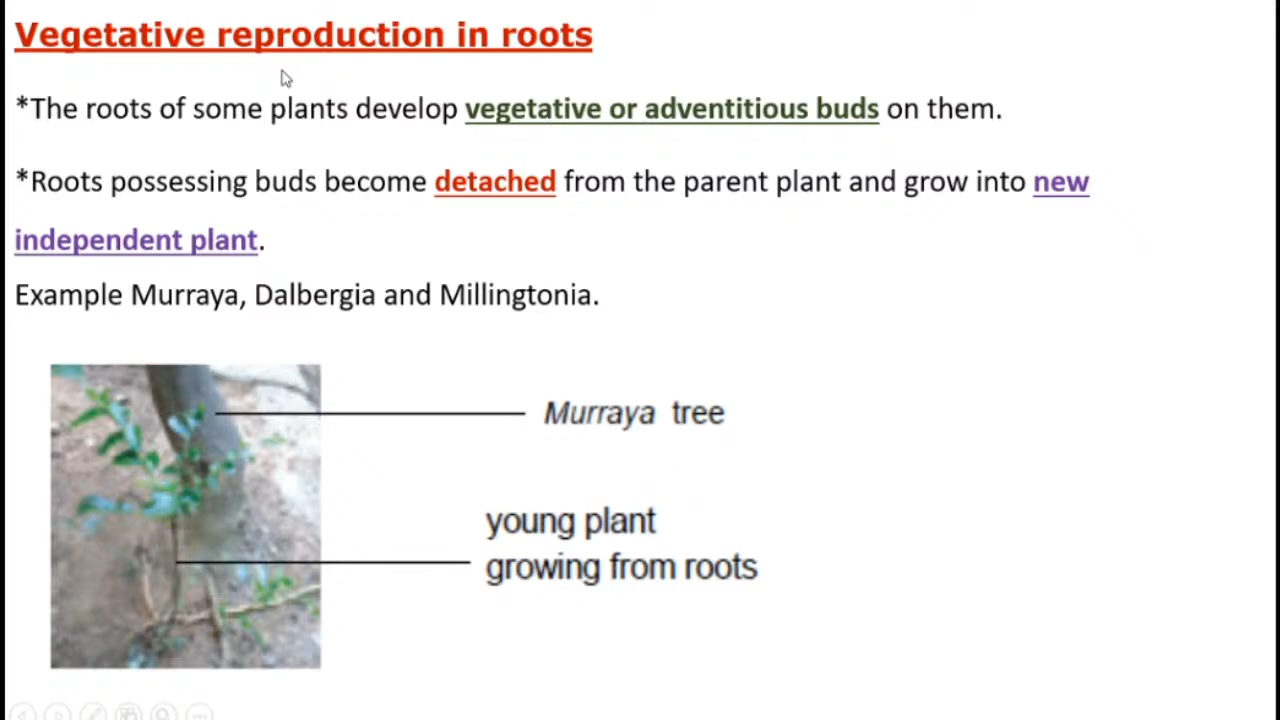 Vegetative reproduction in roots
*The roots of some plants develop vegetative or adventitious buds on them.
*Roots possessing buds become detached from the parent plant and grow into new
independent plant.
Example Murraya, Dalbergia and Millingtonia.
Murraya tree
young plant
growing from roots